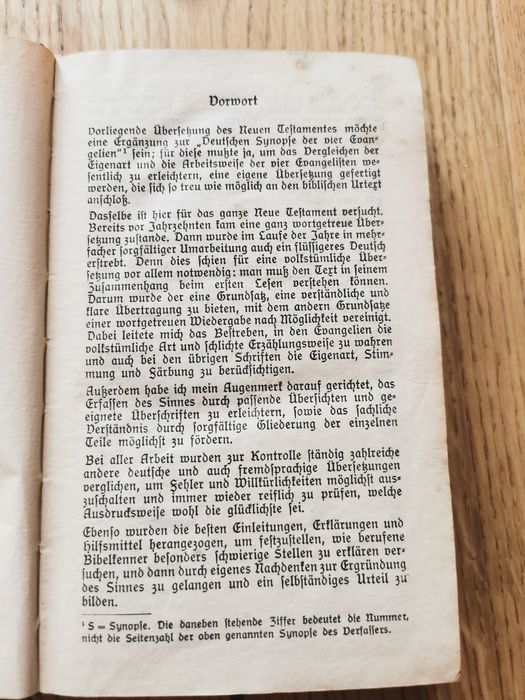 Vorwort
Vorliegende Übersetzung des Neuen Testamentes möchte
eine Ergänzung zur „Deutschen Synopse der vier Evan-
gelien“¹ sein; für diese mußte ja, um das Vergleichen der
Eigenart und die Arbeitsweise der vier Evangelisten we-
sentlich zu erleichtern, eine eigene Übersetzung gefertigt
werden, die sich so treu wie möglich an den biblischen Urtext
anschloß.
Dasselbe ist hier für das ganze Neue Testament versucht.
Bereits vor Jahrzehnten kam eine ganz wortgetreue Über-
setzung zustande. Dann wurde im Laufe der Jahre in mehr-
facher sorgfältiger Umarbeitung auch ein flüssigeres Deutsch
erstrebt. Denn dies schien für eine volkstümliche Über-
setzung vor allem notwendig: man muß den Text in seinem
Zusammenhang beim ersten Lesen verstehen können.
Darum wurde der eine Grundsatz, eine verständliche und
klare Übertragung zu bieten, mit dem andern Grundsatze
einer wortgetreuen Wiedergabe nach Möglichkeit vereinigt.
Dabei leitete mich das Bestreben, in den Evangelien die
volkstümliche Art und schlichte Erzählungsweise zu wahren
und auch bei den übrigen Schriften die Eigenart, Stim-
mung und Färbung zu berücksichtigen.
Außerdem habe ich mein Augenmerk darauf gerichtet, das
Erfassen des Sinnes durch passende Übersichten und ge-
eignete Überschriften zu erleichtern, sowie das sachliche
Verständnis durch sorgfältige Gliederung der einzelnen
Teile möglichst zu fördern.
Bei aller Arbeit wurden zur Kontrolle ständig zahlreiche
andere deutsche und auch fremdsprachige Übersetzungen
verglichen, um Fehler und Willkürlichkeiten möglichst aus-
zuschalten und immer wieder reiflich zu prüfen, welche
Ausdrucksweise wohl die glücklichste sei.
Ebenso wurden die besten Einleitungen, Erklärungen und
Hilfsmittel herangezogen, um festzustellen, wie berufene
Bibelkenner besonders schwierige Stellen zu erklären ver-
suchen, und dann durch eigenes Nachdenken zur Ergründung
des Sinnes zu gelangen und ein selbständiges Urteil zu
bilden.
¹ S = Synopse. Die daneben stehende Ziffer bedeutet die Nummer,
nicht die Seitenzahl der oben genannten Synopse des Verfassers.